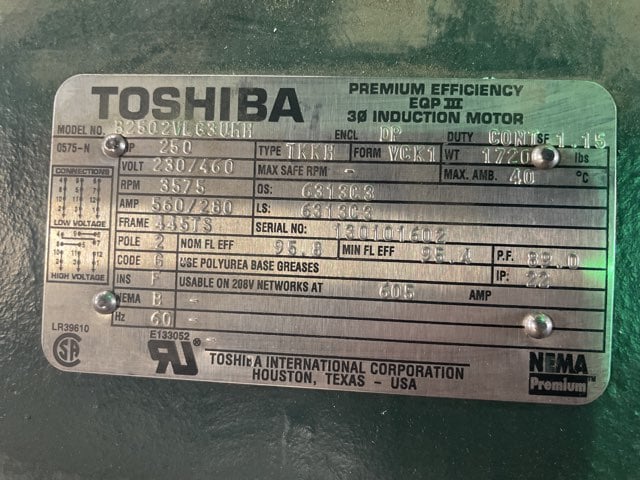 TOSHIBA
PREMIUM EFFICIENCY
EQP III
3ø INDUCTION MOTOR
MODEL NO. ENCL DP DUTY CONT SF 1.15
0575-N HP 250 TYPE TKKH FORM VCK1 WT 1720 lbs
CONNECTIONS VOLT 230/460 MAX SAFE RPM - MAX. AMB. 40 °C
RPM 3575 OS: 6313C3
AMP 560/280 LS: 6313C3
LOW VOLTAGE FRAME 445TS SERIAL NO: 130101602
POLE 2 NOM FL EFF 95.8 MIN FL EFF 95.4 P.F. 89.0
CODE G USE POLYUREA BASE GREASES IP: 22
HIGH VOLTAGE INS F USABLE ON 208V NETWORKS AT 605 AMP
NEMA B -
Hz 60 -
LR39610 E133052
TOSHIBA INTERNATIONAL CORPORATION
HOUSTON, TEXAS - USA
NEMA
Premium